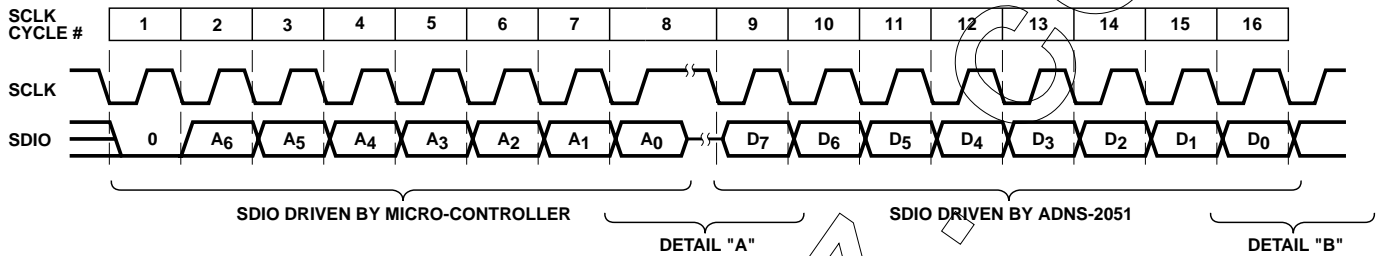 SCLK
CYCLE # 1 2 3 4 5 6 7 8 9 10 11 12 13 14 15 16
SCLK
SDIO 0 A6 A5 A4 A3 A2 A1 A0 D7 D6 D5 D4 D3 D2 D1 D0
SDIO DRIVEN BY MICRO-CONTROLLER SDIO DRIVEN BY ADNS-2051
DETAIL "A" DETAIL "B"